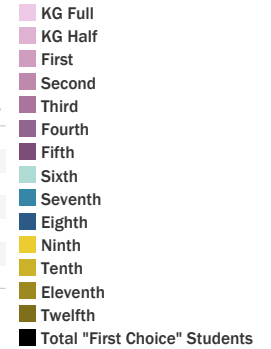 KG Full
KG Half
First
Second
Third
Fourth
Fifth
Sixth
Seventh
Eighth
Ninth
Tenth
Eleventh
Twelfth
Total "First Choice" Students